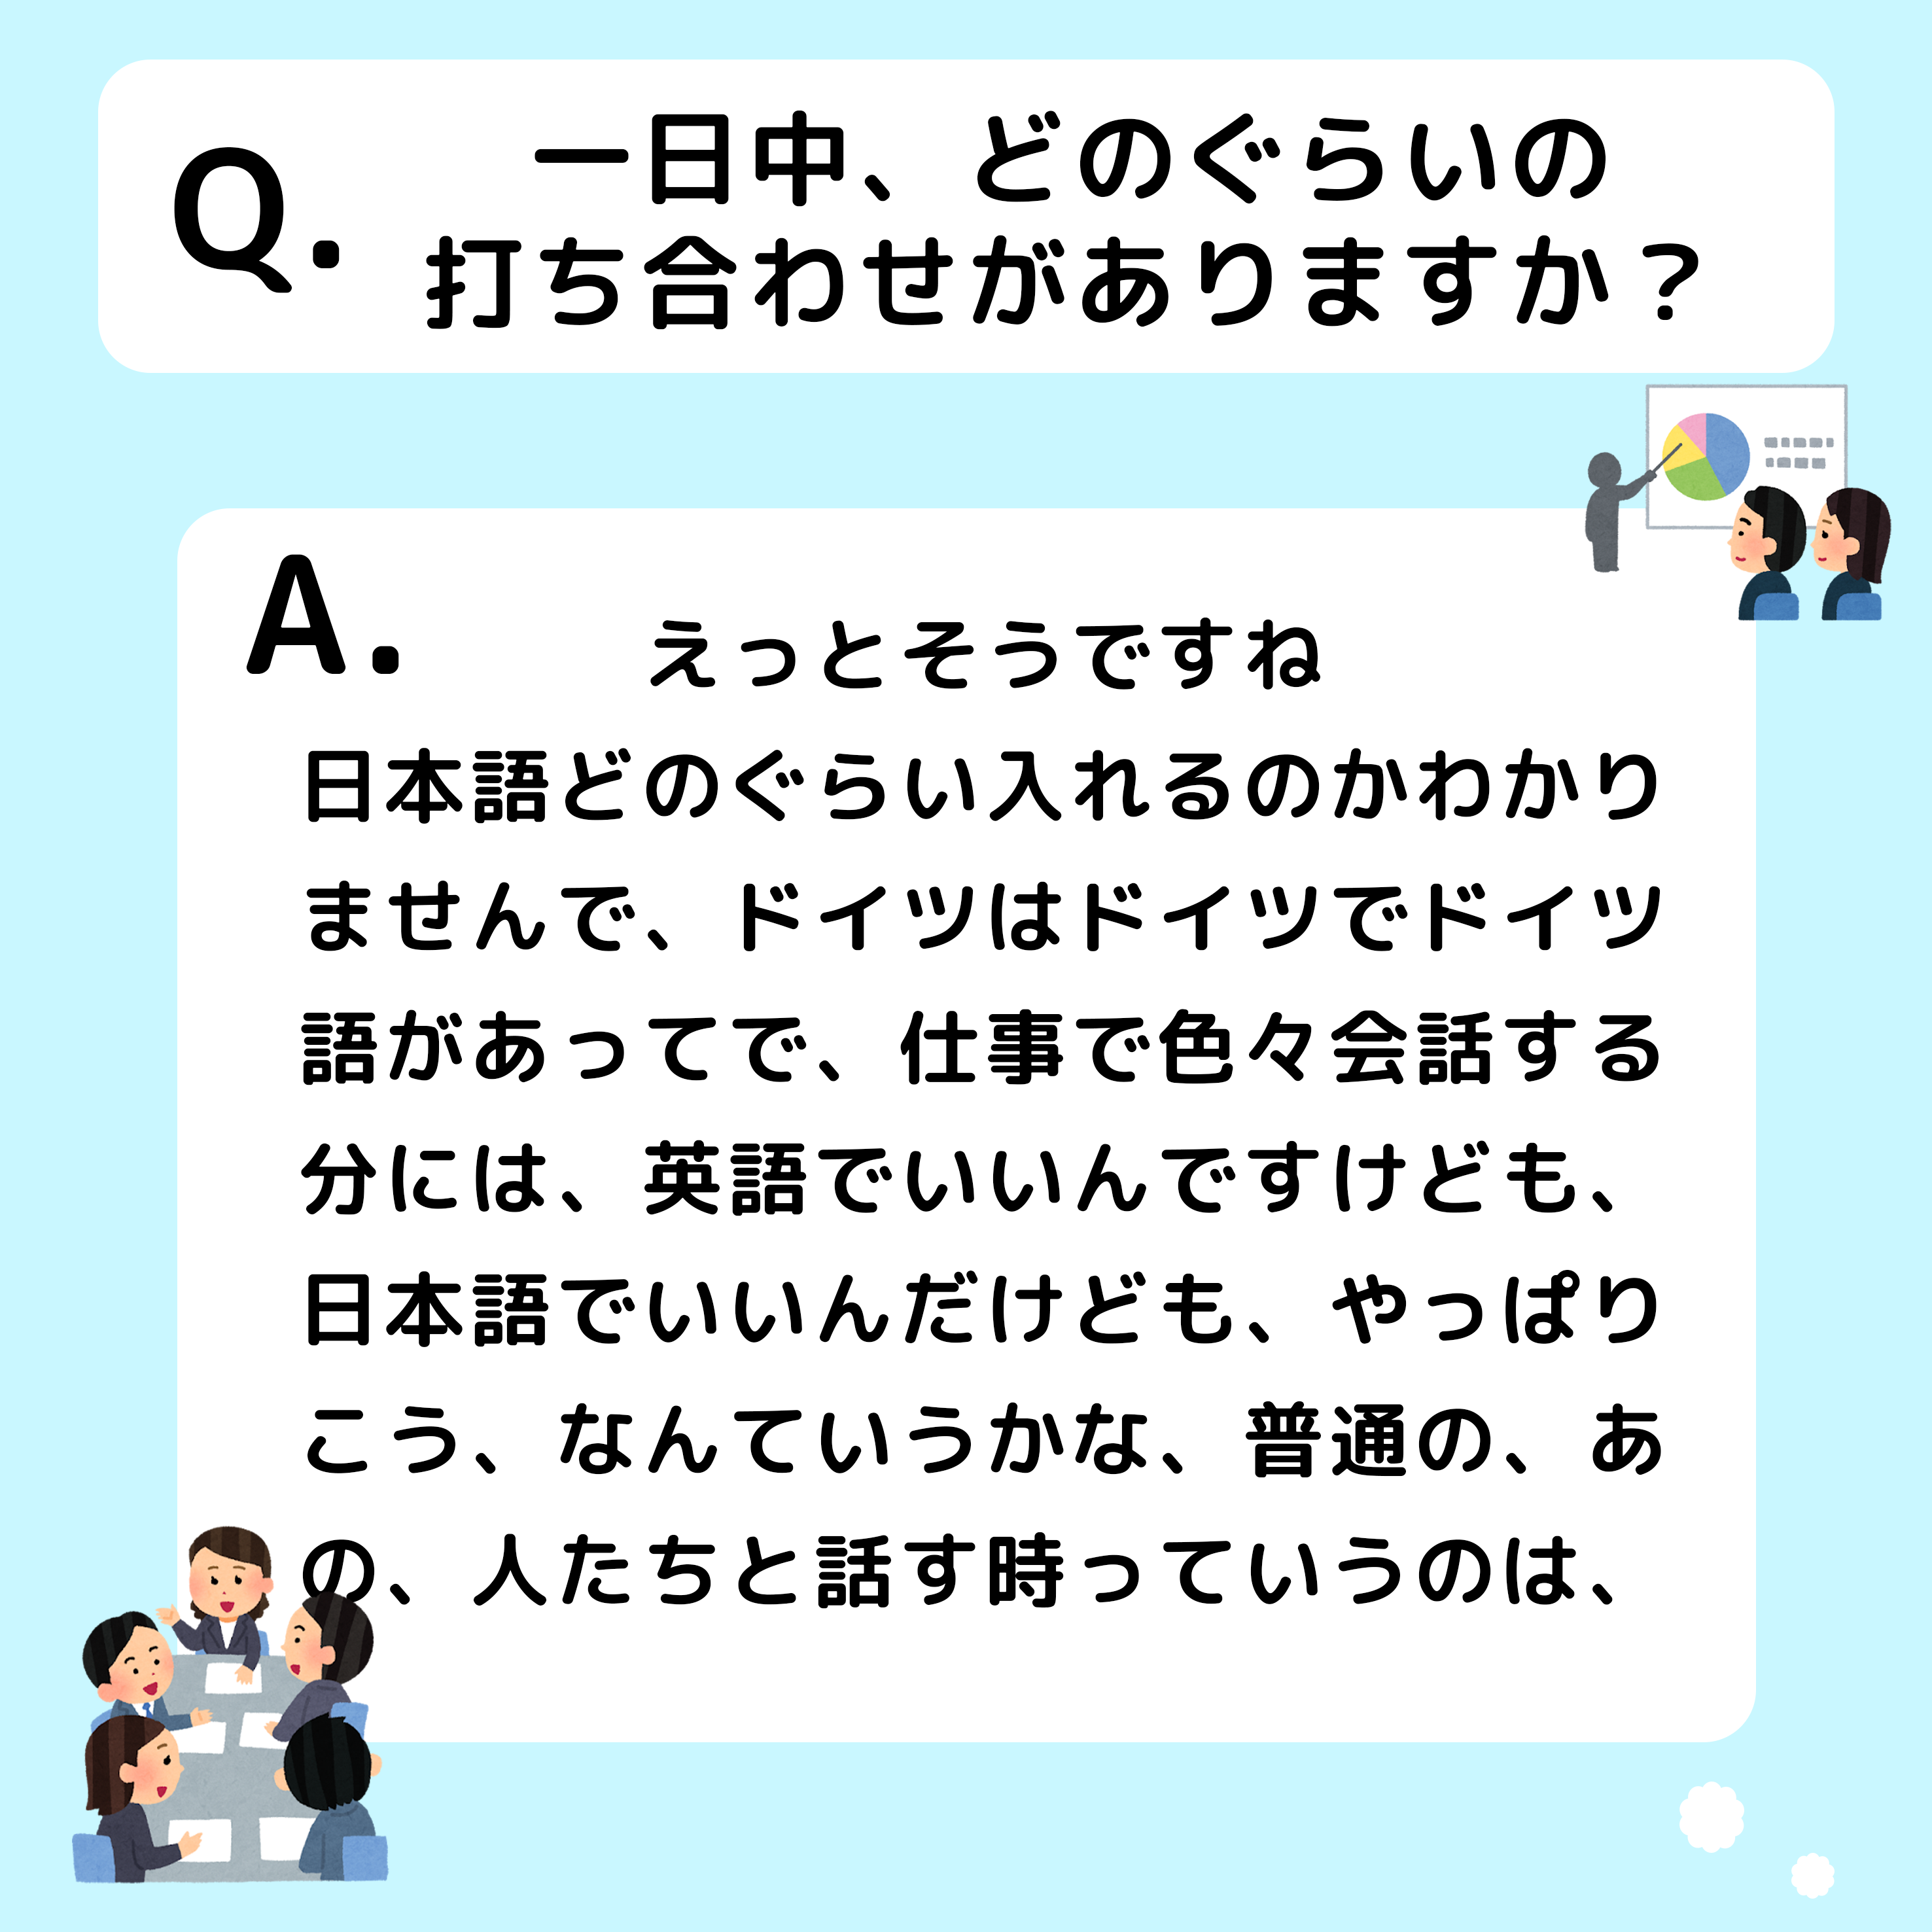 Q.
一日中、どのぐらいの
打ち合わせがありますか？
A.
えっとそうですね
日本語どのぐらい入れるのかわかり
ませんで、ドイツはドイツでドイツ
語があってで、仕事で色々会話する
分には、英語でいいんですけども、
日本語でいいんだけども、やっぱり
こう、なんていうかな、普通の、あ
の、人たちと話す時っていうのは、